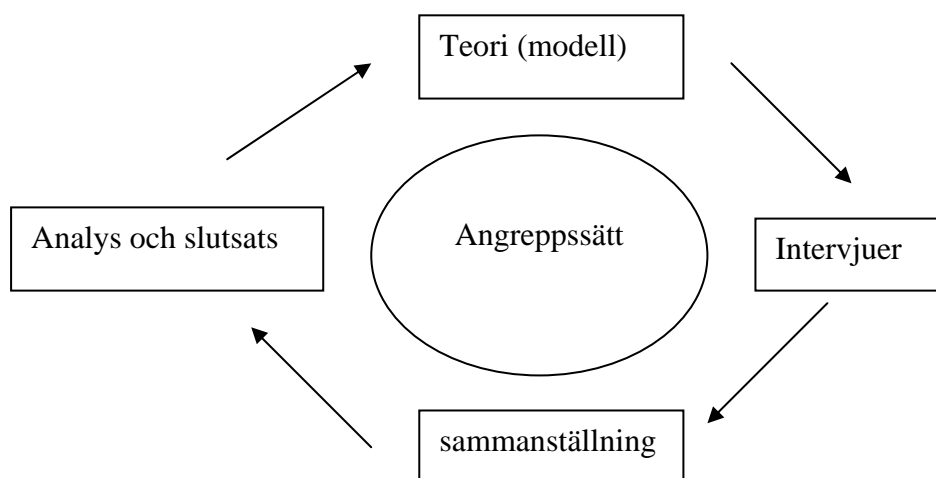 Teori (modell)
Analys och slutsats
Angreppssätt
Intervjuer
sammanställning